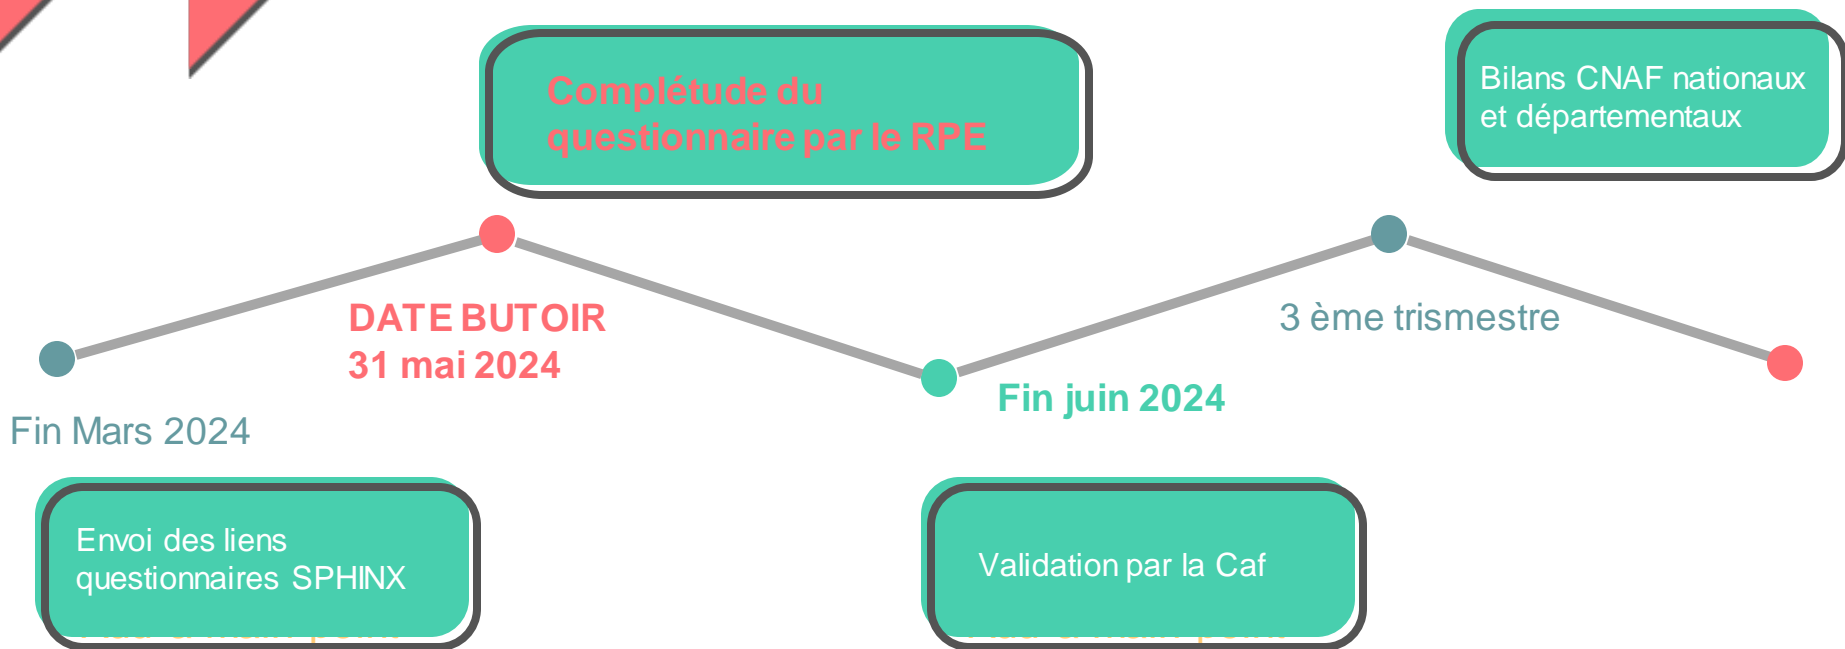 Complétude du
questionnaire par le RPE
Bilans CNAF nationaux
et départementaux
DATE BUTOIR
31 mai 2024
3 ème trismestre
Fin juin 2024
Fin Mars 2024
Envoi des liens
questionnaires SPHINX
Validation par la Caf